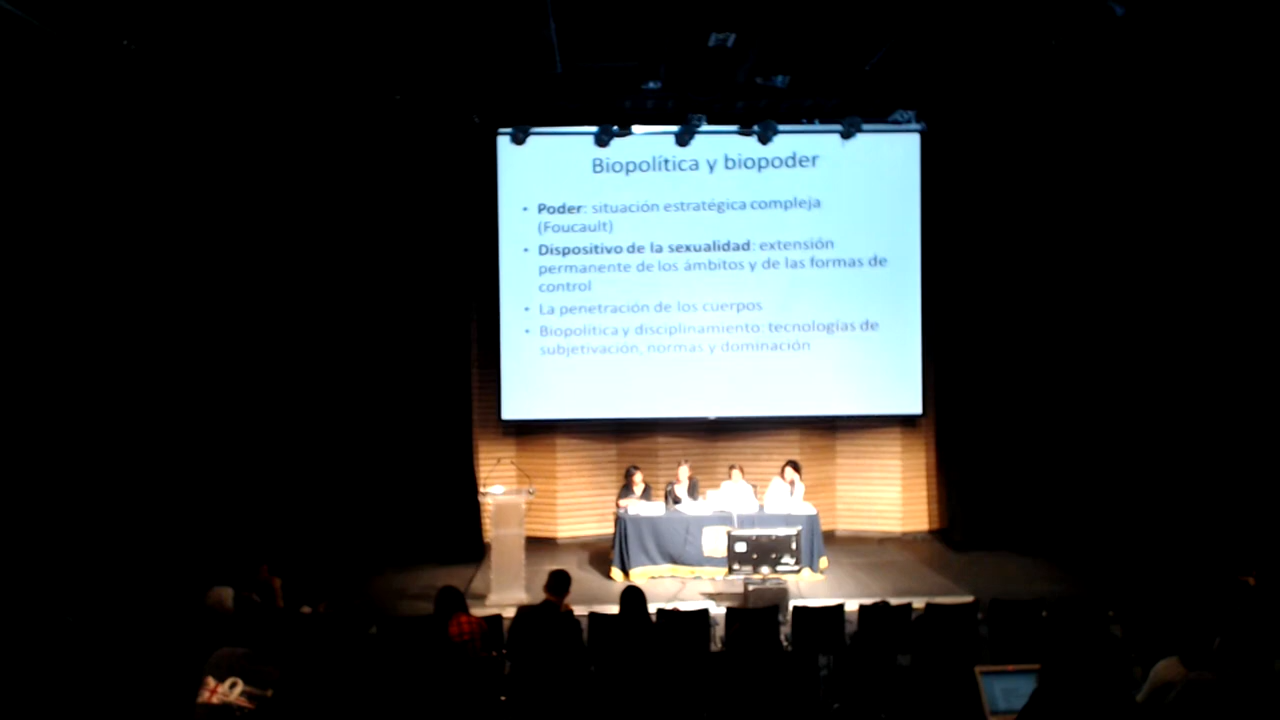 Biopolítica y biopoder
• Poder: situación estratégica compleja
(Foucault)
• Dispositivo de la sexualidad: extensión
permanente de los ámbitos y de las formas de
control
• La penetración de los cuerpos
• Biopolítica y disciplinamiento: tecnologías de
subjetivación, normas y dominación